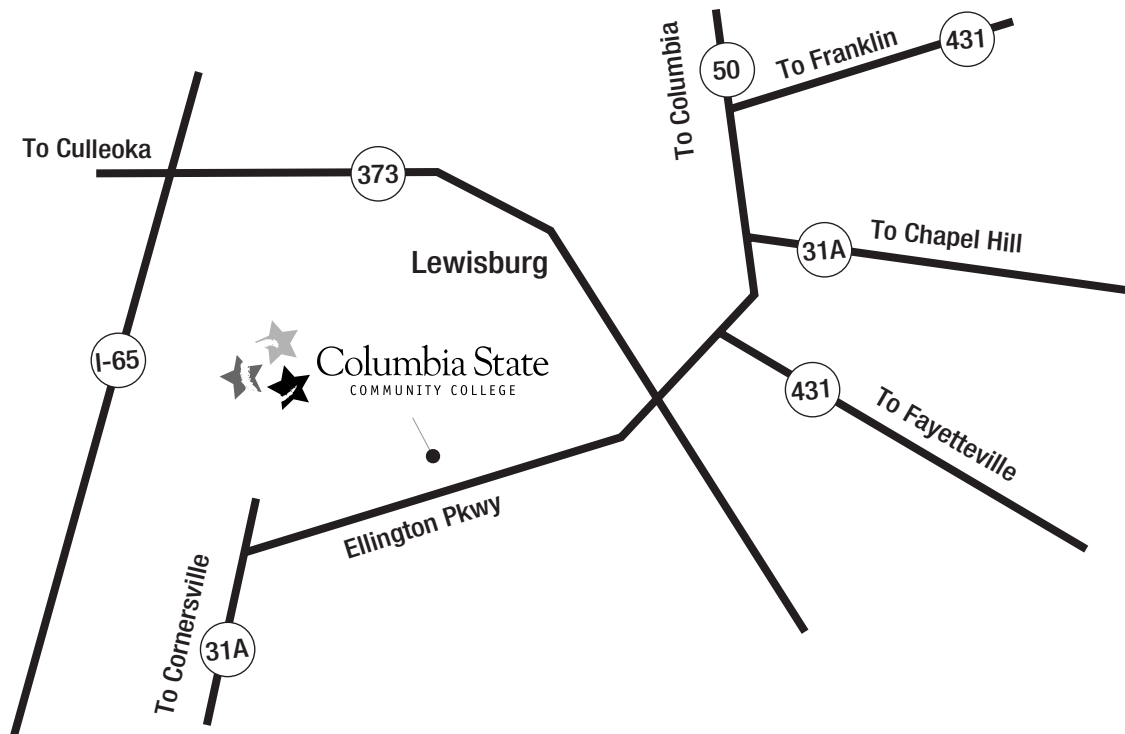 To Columbia
50
To Franklin
431
To Culleoka
373
To Chapel Hill
31A
Lewisburg
I-65
Columbia State
COMMUNITY COLLEGE
431
To Fayetteville
Ellington Pkwy
To Cornersville
31A